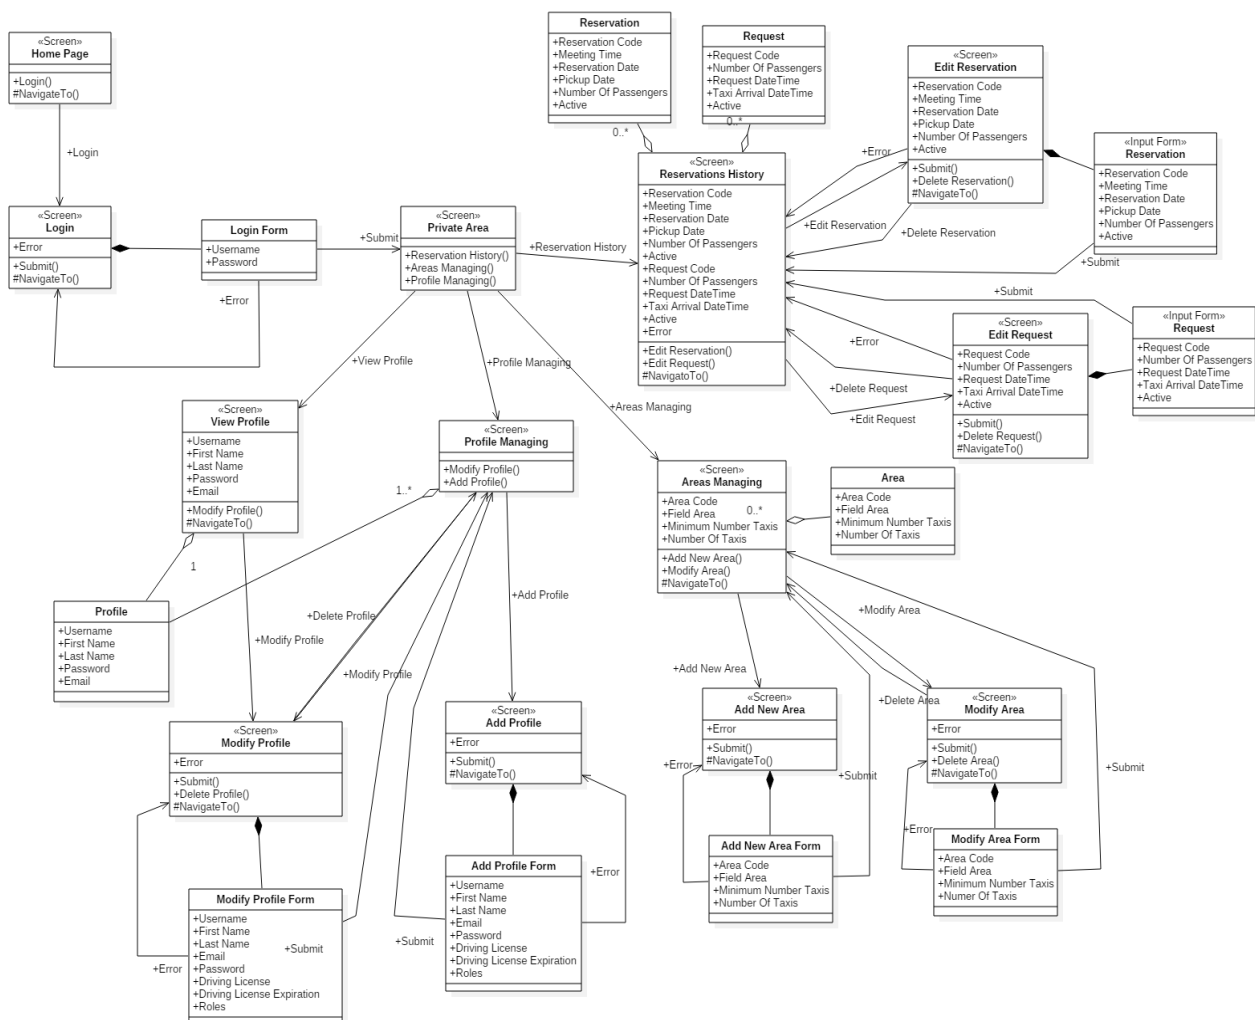 «Screen»
Home Page
+Login()
#NavigateTo()
+Login
«Screen»
Login
+Error
+Submit()
#NavigateTo()
Login Form
+Username
+Password
+Submit
+Error
«Screen»
Private Area
+Reservation History()
+Areas Managing()
+Profile Managing()
+Reservation History
Reservation
+Reservation Code
+Meeting Time
+Reservation Date
+Pickup Date
+Number Of Passengers
+Active
0..*
Request
+Request Code
+Number Of Passengers
+Request DateTime
+Taxi Arrival DateTime
+Active
0..*
«Screen»
Reservations History
+Reservation Code
+Meeting Time
+Reservation Date
+Pickup Date
+Number Of Passengers
+Active
+Request Code
+Number Of Passengers
+Request DateTime
+Taxi Arrival DateTime
+Active
+Error
+Edit Reservation()
+Edit Request()
#NavigatoTo()
«Screen»
Edit Reservation
+Reservation Code
+Meeting Time
+Reservation Date
+Pickup Date
+Number Of Passengers
+Active
+Submit()
+Delete Reservation()
#NavigateTo()
+Error
+Edit Reservation
+Delete Reservation
«Input Form»
Reservation
+Reservation Code
+Meeting Time
+Reservation Date
+Pickup Date
+Number Of Passengers
+Active
+Submit
+Submit
«Input Form»
Request
+Request Code
+Number Of Passengers
+Request DateTime
+Taxi Arrival DateTime
+Active
«Screen»
Edit Request
+Request Code
+Number Of Passengers
+Request DateTime
+Taxi Arrival DateTime
+Active
+Submit()
+Delete Request()
#NavigateTo()
+Error
+Delete Request
+Edit Request
+View Profile
+Profile Managing
+Areas Managing
«Screen»
View Profile
+Username
+First Name
+Last Name
+Password
+Email
+Modify Profile()
#NavigateTo()
1
«Screen»
Profile Managing
+Modify Profile()
+Add Profile()
1..*
«Screen»
Areas Managing
+Area Code
+Field Area
+Minimum Number Taxis
+Number Of Taxis
+Add New Area()
+Modify Area()
#NavigateTo()
0..*
Area
+Area Code
+Field Area
+Minimum Number Taxis
+Number Of Taxis
Profile
+Username
+First Name
+Last Name
+Password
+Email
+Delete Profile
+Modify Profile
+Modify Profile
+Add Profile
+Modify Area
+Add New Area
+Delete Area
«Screen»
Modify Profile
+Error
+Submit()
+Delete Profile()
#NavigateTo()
«Screen»
Add Profile
+Error
+Submit()
#NavigateTo()
«Screen»
Add New Area
+Error
+Submit()
#NavigateTo()
+Error
+Submit
«Screen»
Modify Area
+Error
+Submit()
+Delete Area()
#NavigateTo()
+Submit
+Error
Add New Area Form
+Area Code
+Field Area
+Minimum Number Taxis
+Number Of Taxis
Modify Area Form
+Area Code
+Field Area
+Minimum Number Taxis
+Numer Of Taxis
Modify Profile Form
+Username
+First Name
+Last Name
+Email
+Password
+Driving License
+Driving License Expiration
+Roles
+Error
+Submit
Add Profile Form
+Username
+First Name
+Last Name
+Email
+Password
+Driving License
+Driving License Expiration
+Roles
+Submit
+Error